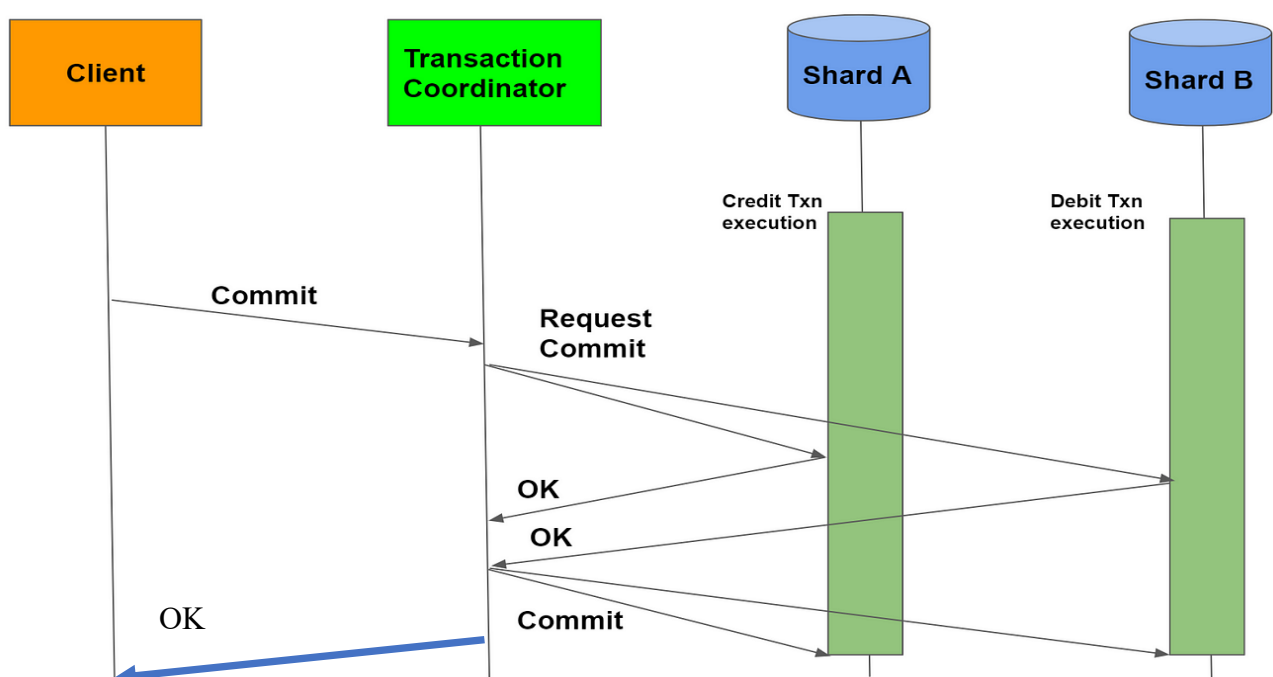 Client
Transaction
Coordinator
Shard A
Shard B
Credit Txn
execution
Debit Txn
execution
Commit
Request
Commit
OK
OK
Commit
OK